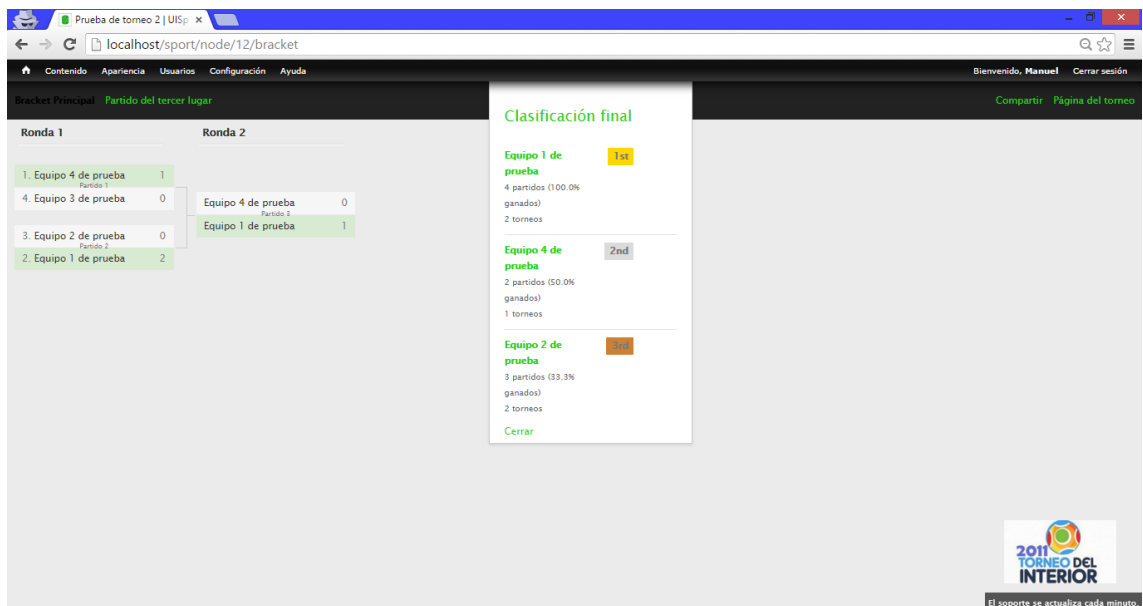 Prueba de torneo 2 | UISp
localhost/sport/node/12/bracket
Contenido Apariencia Usuarios Configuración Ayuda
Bienvenido, Manuel Cerrar sesión
Bracket Principal Partido del tercer lugar
Compartir Página del torneo
Ronda 1
Ronda 2
1. Equipo 4 de prueba 1
Partido 1
4. Equipo 3 de prueba 0
3. Equipo 2 de prueba 0
Partido 2
2. Equipo 1 de prueba 2
Equipo 4 de prueba 0
Partido 3
Equipo 1 de prueba 1
Clasificación final
Equipo 1 de 1st
prueba
4 partidos (100.0%
ganados)
2 torneos
Equipo 4 de 2nd
prueba
2 partidos (50.0%
ganados)
1 torneos
Equipo 2 de 3rd
prueba
3 partidos (33.3%
ganados)
2 torneos
Cerrar
2011
TORNEO DEL
INTERIOR
El soporte se actualiza cada minuto.